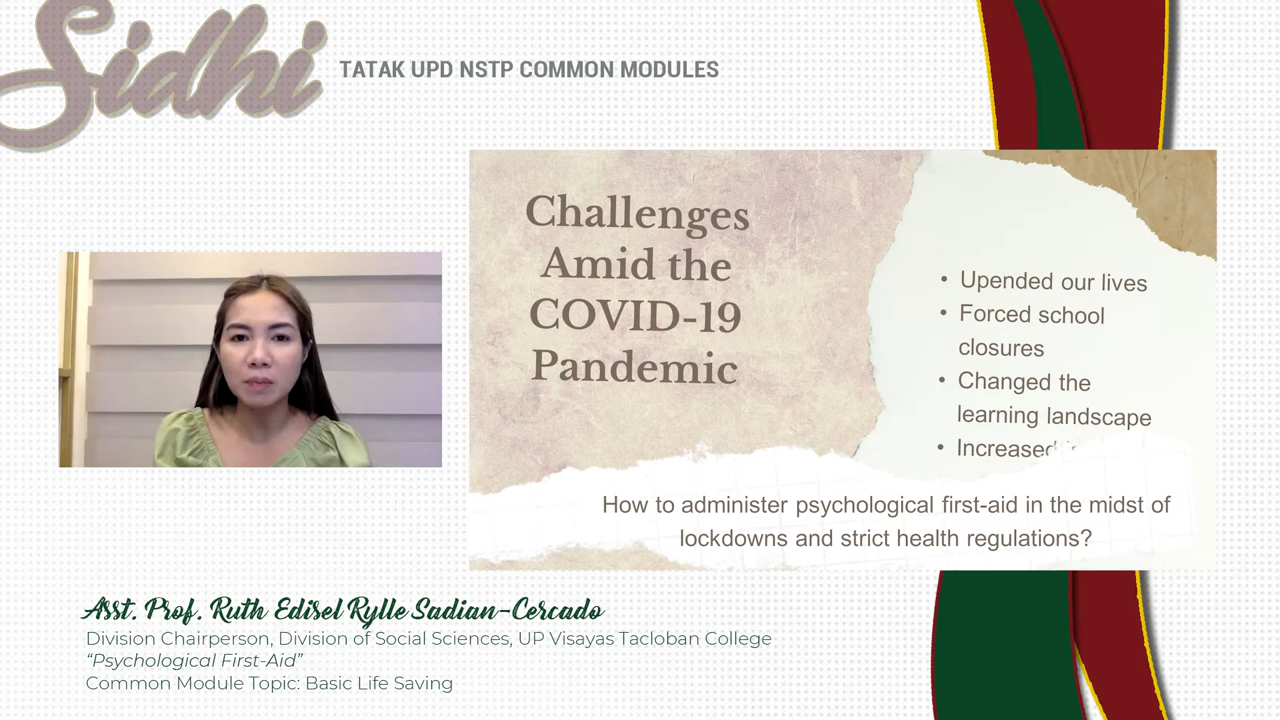 Sidhi
TATAK UPD NSTP COMMON MODULES
Challenges
Amid the
COVID-19
Pandemic
• Upended our lives
• Forced school
closures
• Changed the
learning landscape
• Increased
How to administer psychological first-aid in the midst of
lockdowns and strict health regulations?
Asst. Prof. Ruth Edisel Rylle Sadian-Cercado
Division Chairperson, Division of Social Sciences, UP Visayas Tacloban College
“Psychological First-Aid”
Common Module Topic: Basic Life Saving